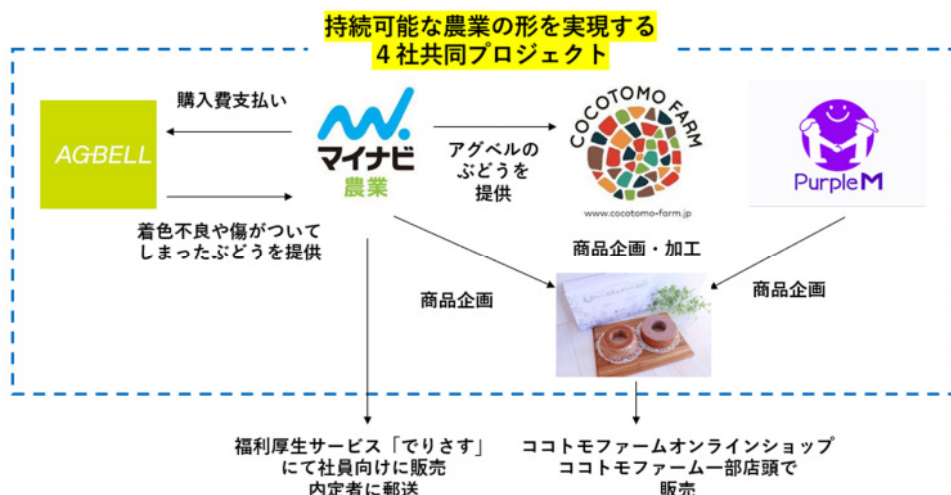 持続可能な農業の形を実現する
４社共同プロジェクト
購入費支払い
AGBELL
マイナビ
農業
アグベルの
ぶどうを
提供
COCOTOMO FARM
www.cocotomo-farm.jp
Purple M
着色不良や傷がついて
しまったぶどうを提供
商品企画・加工
商品企画
商品企画
福利厚生サービス「でりさす」
にて社員向けに販売
内定者に郵送
ココトモファームオンラインショップ
ココトモファーム一部店頭で
販売